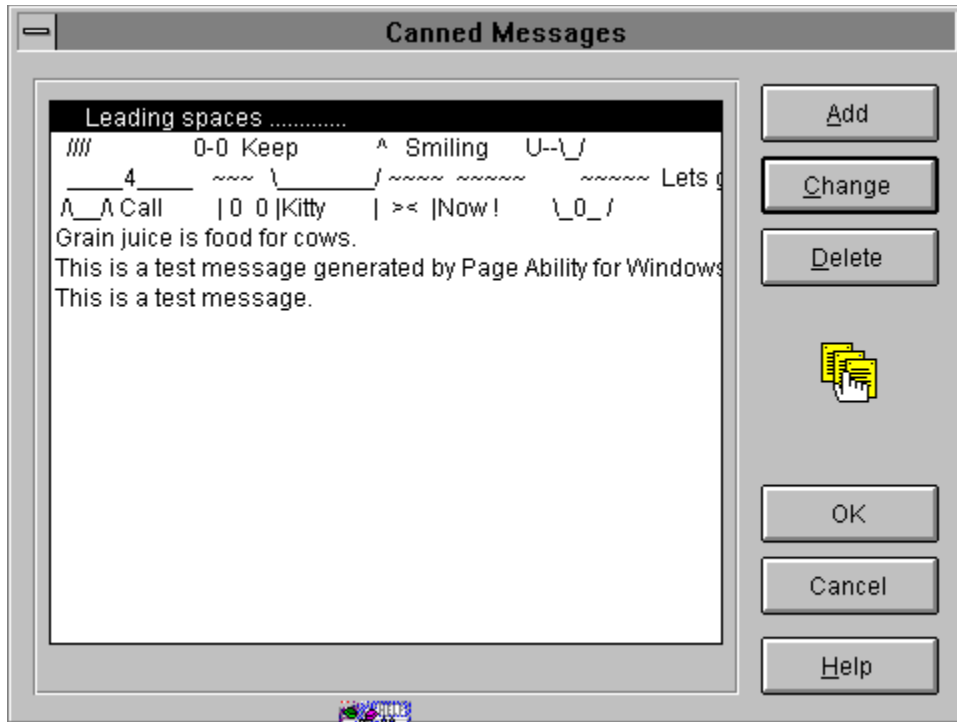 Canned Messages
    Leading spaces .............
////               0-0  Keep             ^   Smiling      U--\_/
____4____   ~~~  \_______/ ~~~~  ~~~~~        ~~~~~  Lets g
/\__/\ Call        | 0  0 |Kitty       |  >< |Now !        \_0_ /
Grain juice is food for cows.
This is a test message generated by Page Ability for Windows
This is a test message.
Add
Change
Delete
OK
Cancel
Help